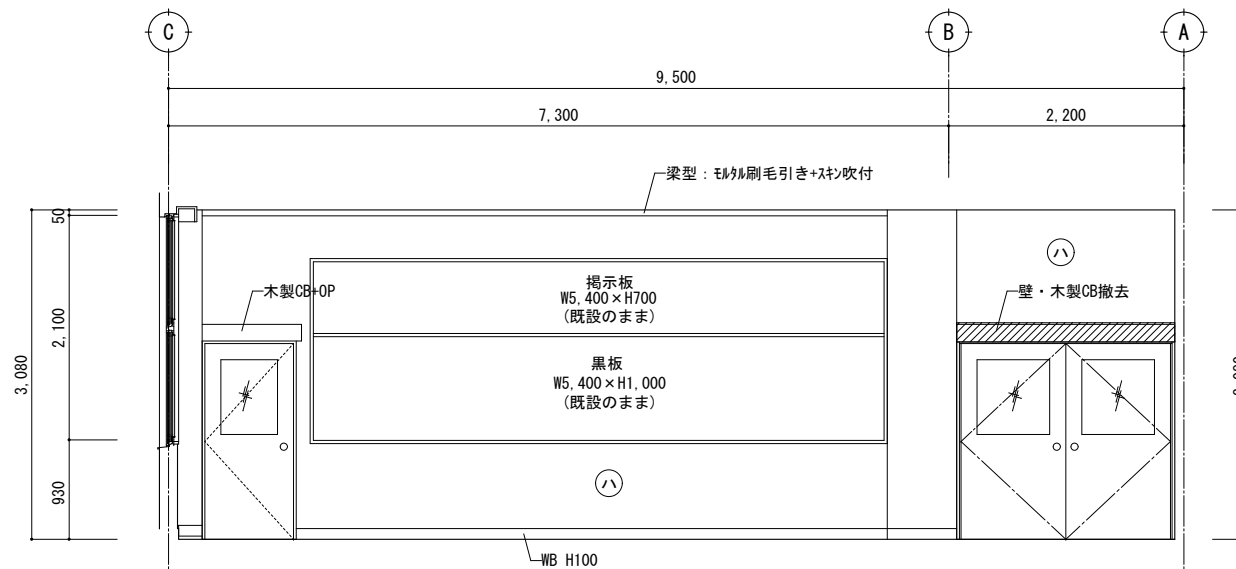 C
B
A
9,500
7,300
2,200
梁型：ﾓﾙﾀﾙ刷毛引き+ｽｷﾝ吹付
50
2,100
930
3,080
ハ
木製CB+OP
掲示板
W5,400×H700
(既設のまま)
壁・木製CB撤去
黒板
W5,400×H1,000
(既設のまま)
ハ
WB H100